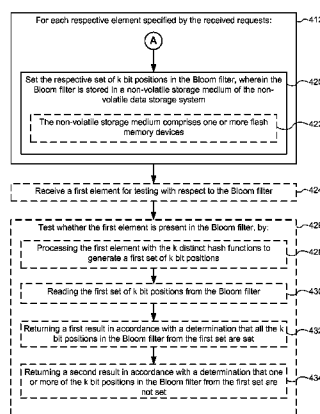 For each respective element specified by the received requests:
412
A
Set the respective set of k bit positions in the Bloom filter, wherein the
Bloom filter is stored in a non-volatile storage medium of the non-
volatile data storage system
420
The non-volatile storage medium comprises one or more flash
memory devices
422
Receive a first element for testing with respect to the Bloom filter
424
Test whether the first element is present in the Bloom filter, by:
426
Processing the first element with the k distinct hash functions to
generate a first set of k bit positions
428
Reading the first set of k bit positions from the Bloom filter
430
Returning a first result in accordance with a determination that all the k
bit positions in the Bloom filter from the first set are set
432
Returning a second result in accordance with a determination that one
or more of the k bit positions in the Bloom filter from the first set are
not set
434